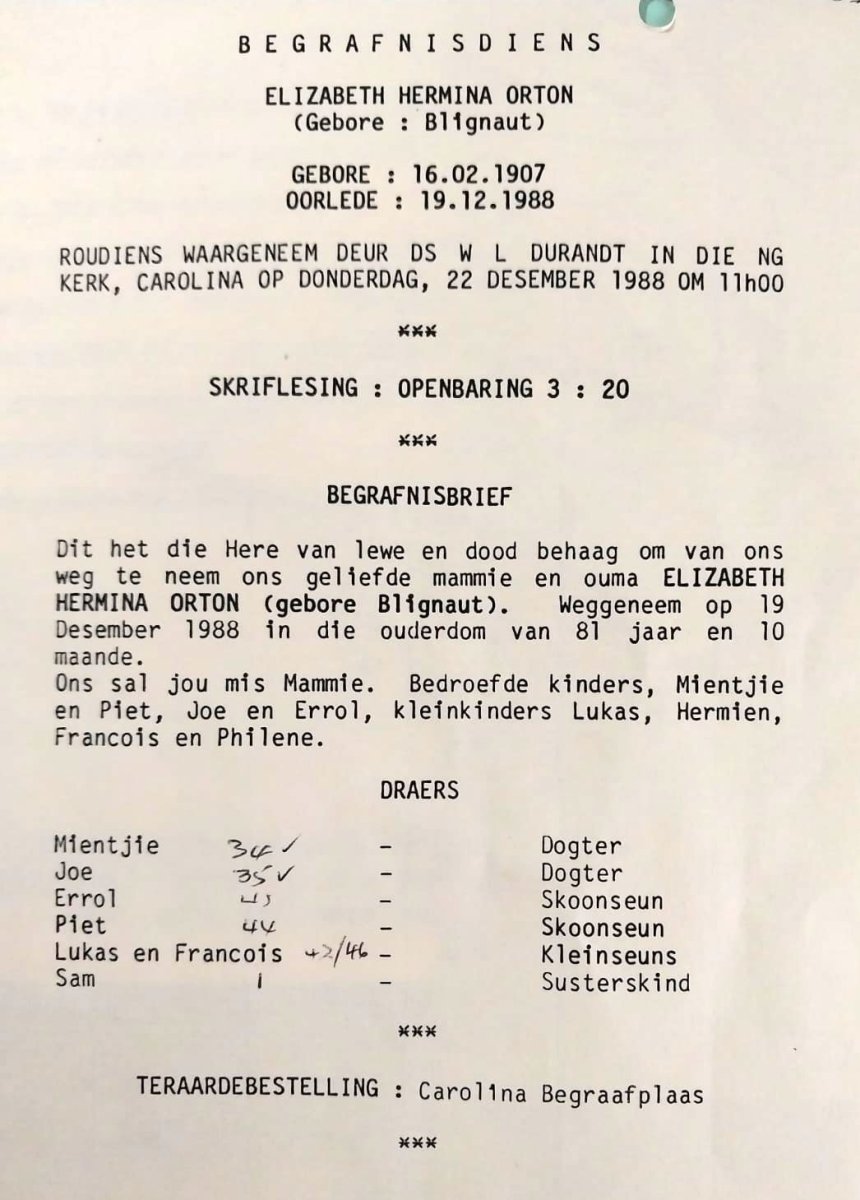 BEGRAFNISDIENS
ELIZABETH HERMINA ORTON
(Gebore : Blignaut)
GEBORE : 16.02.1907
OORLEDE : 19.12.1988
ROUDIENS WAARGENEEM DEUR DS W L DURANDT IN DIE NG
KERK, CAROLINA OP DONDERDAG, 22 DESEMBER 1988 OM 11h00
***
SKRIFLESING : OPENBARING 3 : 20
***
BEGRAFNISBRIEF
Dit het die Here van lewe en dood behaag om van ons
weg te neem ons geliefde mammie en ouma ELIZABETH
HERMINA ORTON (gebore Blignaut). Weggeneem op 19
Desember 1988 in die ouderdom van 81 jaar en 10
maande.
Ons sal jou mis Mammie. Bedroefde kinders, Mientjie
en Piet, Joe en Errol, kleinkinders Lukas, Hermien,
Francois en Philene.
DRAERS
Mientjie 34 ✓ - Dogter
Joe 35 ✓ - Dogter
Errol - Skoonseun
Piet 44 - Skoonseun
Lukas en Francois 42/46 - Kleinseuns
Sam 1 - Susterskind
***
TERAARDEBESTELLING : Carolina Begraafplaas
***